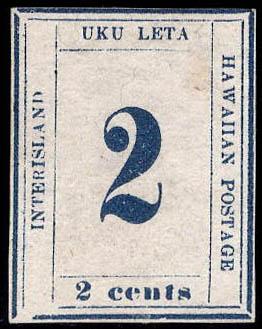 UKU LETA
INTERISLAND
2
HAWAIIAN POSTAGE
2 cents